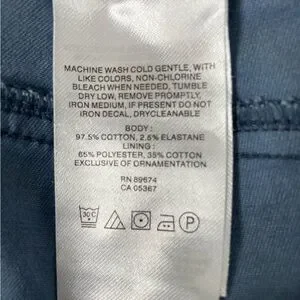 MACHINE WASH COLD GENTLE, WITH
LIKE COLORS, NON-CHLORINE
BLEACH WHEN NEEDED, TUMBLE
DRY LOW, REMOVE PROMPTLY,
IRON MEDIUM, IF PRESENT DO NOT
IRON DECAL, DRYCLEANABLE
BODY :
97.5% COTTON, 2.5% ELASTANE
LINING :
65% POLYESTER, 35% COTTON
EXCLUSIVE OF ORNAMENTATION
RN 89674
CA 05367
30°C P